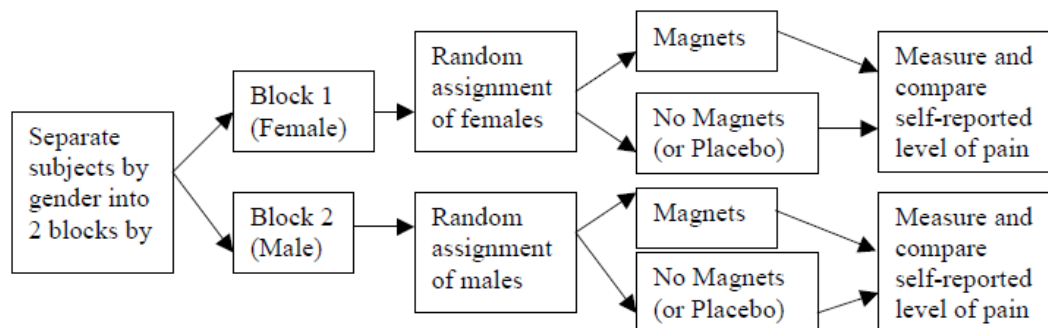 Separate
subjects by
gender into
2 blocks by
Block 1
(Female)
Random
assignment
of females
Magnets
No Magnets
(or Placebo)
Measure and
compare
self-reported
level of pain
Block 2
(Male)
Random
assignment
of males
Magnets
No Magnets
(or Placebo)
Measure and
compare
self-reported
level of pain